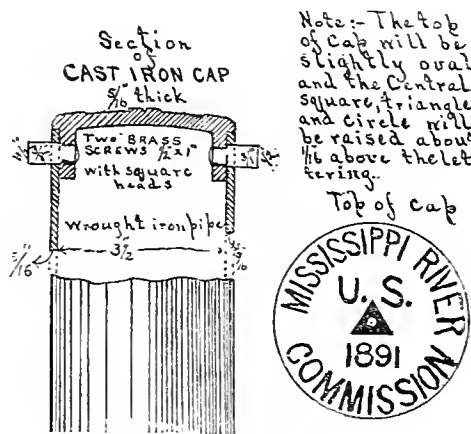 Section
of
CAST IRON CAP
5/16" thick
TWO BRASS
SCREWS 1/2" x 1"
with square
heads
wrought iron pipe
3 1/2"
3/16"
Note:- The top
of Cap will be
slightly oval
and the Central
square, triangle
and circle will
be raised about
1/16 above the let
tering.
Top of cap
MISSISSIPPI RIVER
U. S.
1891
COMMISSION